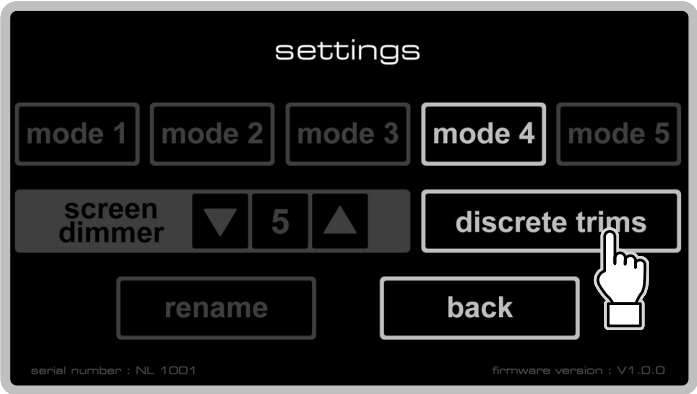 settings
mode 1 mode 2 mode 3 mode 4 mode 5
screen
dimmer
5
discrete trims
rename back
serial number : NL 1001 firmware version : V1.0.0